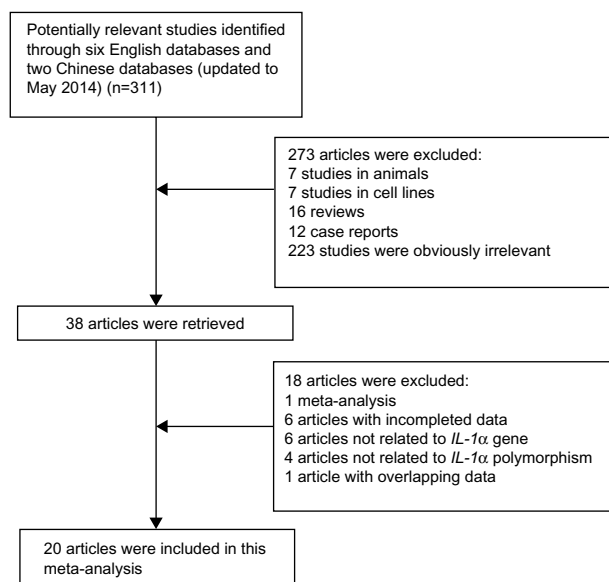 Potentially relevant studies identified
through six English databases and
two Chinese databases (updated to
May 2014) (n=311)
273 articles were excluded:
7 studies in animals
7 studies in cell lines
16 reviews
12 case reports
223 studies were obviously irrelevant
38 articles were retrieved
18 articles were excluded:
1 meta-analysis
6 articles with incompleted data
6 articles not related to IL-1α gene
4 articles not related to IL-1α polymorphism
1 article with overlapping data
20 articles were included in this
meta-analysis